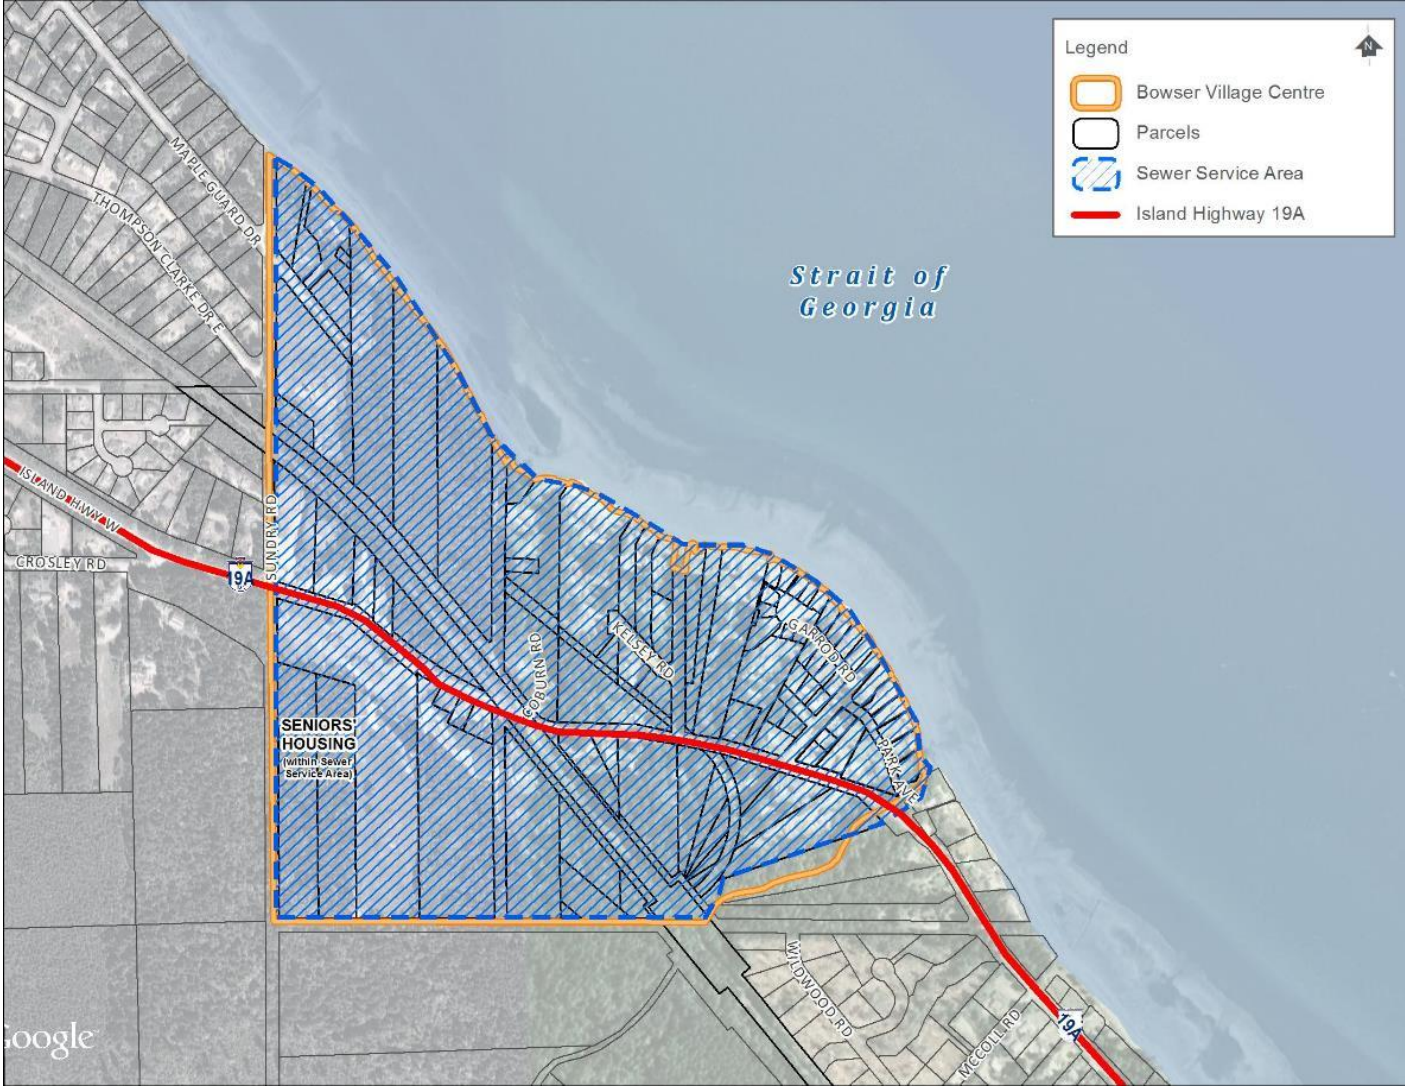 Legend
N
Bowser Village Centre
Parcels
Sewer Service Area
Island Highway 19A
MAPLE GUARD DR
THOMPSON CLARKE DR E
Strait of
Georgia
ISLAND HWY W
SUNDRY RD
CROSLEY RD
19A
COBURN RD
KELSEY RD
GARROD RD
SENIORS'
HOUSING
(within Sewer
Service Area)
PARK AVE
WILDWOOD RD
MCCOLL RD
19A
Google